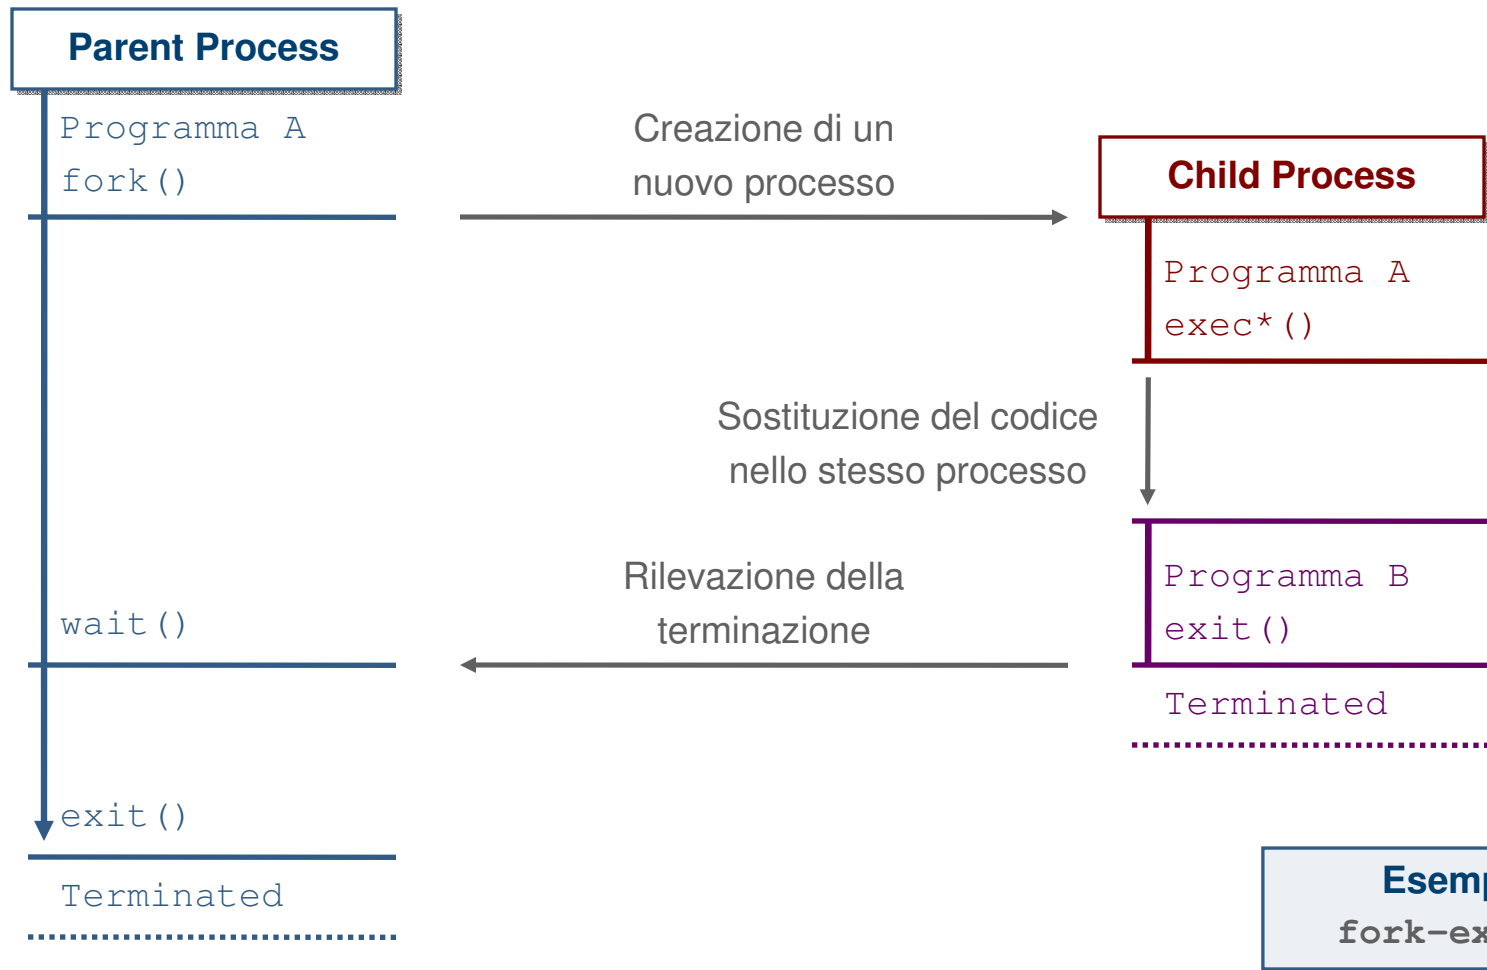 Parent Process
Programma A
fork()
Creazione di un
nuovo processo
Child Process
Programma A
exec*()
Sostituzione del codice
nello stesso processo
Programma B
exit()
Rilevazione della
terminazione
wait()
Terminated
exit()
Terminated